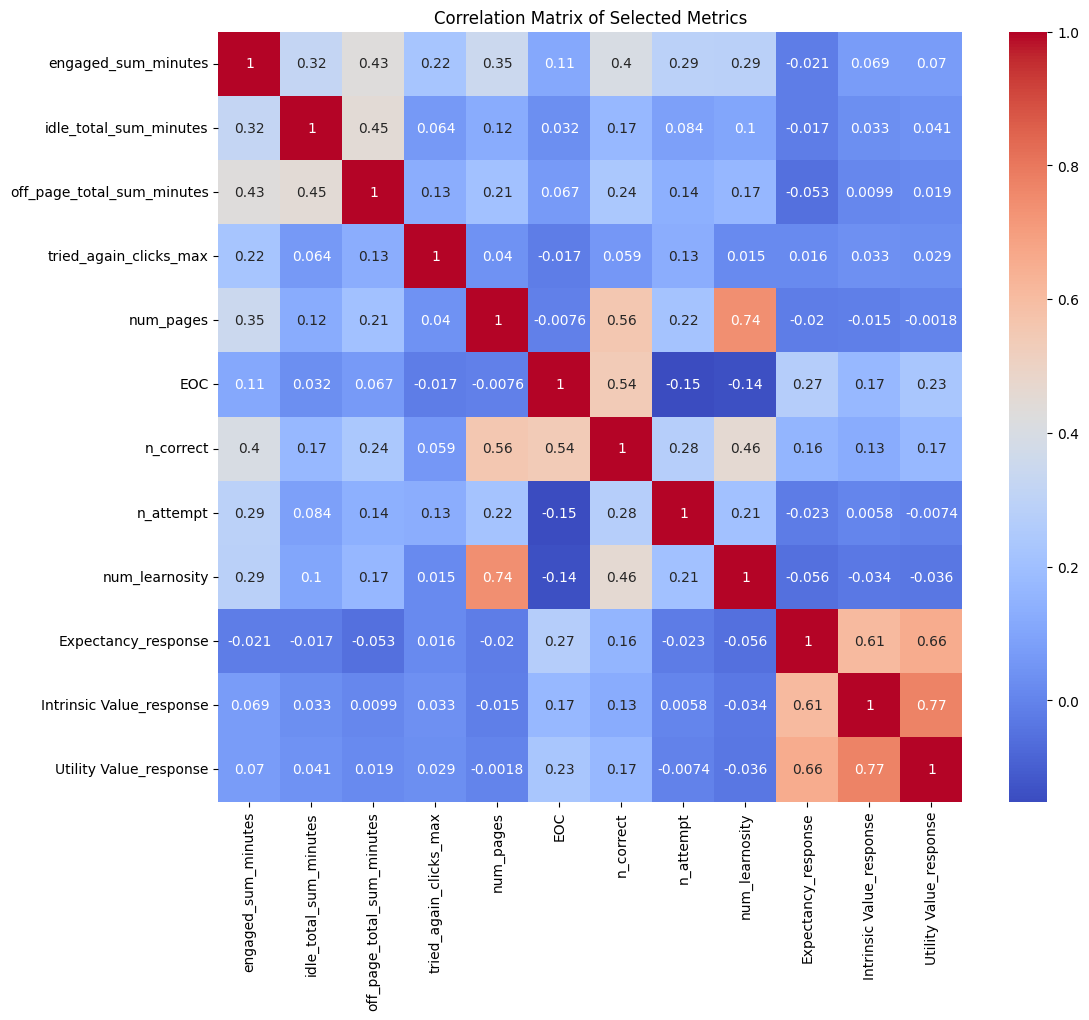 Correlation Matrix of Selected Metrics
engaged_sum_minutes 1 0.32 0.43 0.22 0.35 0.11 0.4 0.29 0.29 -0.021 0.069 0.07
idle_total_sum_minutes 0.32 1 0.45 0.064 0.12 0.032 0.17 0.084 0.1 -0.017 0.033 0.041
off_page_total_sum_minutes 0.43 0.45 1 0.13 0.21 0.067 0.24 0.14 0.17 -0.053 0.0099 0.019
tried_again_clicks_max 0.22 0.064 0.13 1 0.04 -0.017 0.059 0.13 0.015 0.016 0.033 0.029
num_pages 0.35 0.12 0.21 0.04 1 -0.0076 0.56 0.22 0.74 -0.02 -0.015 -0.0018
EOC 0.11 0.032 0.067 -0.017 -0.0076 1 0.54 -0.15 -0.14 0.27 0.17 0.23
n_correct 0.4 0.17 0.24 0.059 0.56 0.54 1 0.28 0.46 0.16 0.13 0.17
n_attempt 0.29 0.084 0.14 0.13 0.22 -0.15 0.28 1 0.21 -0.023 0.0058 -0.0074
num_learnosity 0.29 0.1 0.17 0.015 0.74 -0.14 0.46 0.21 1 -0.056 -0.034 -0.036
Expectancy_response -0.021 -0.017 -0.053 0.016 -0.02 0.27 0.16 -0.023 -0.056 1 0.61 0.66
Intrinsic Value_response 0.069 0.033 0.0099 0.033 -0.015 0.17 0.13 0.0058 -0.034 0.61 1 0.77
Utility Value_response 0.07 0.041 0.019 0.029 -0.0018 0.23 0.17 -0.0074 -0.036 0.66 0.77 1
engaged_sum_minutes
idle_total_sum_minutes
off_page_total_sum_minutes
tried_again_clicks_max
num_pages
EOC
n_correct
n_attempt
num_learnosity
Expectancy_response
Intrinsic Value_response
Utility Value_response
1.0
0.8
0.6
0.4
0.2
0.0